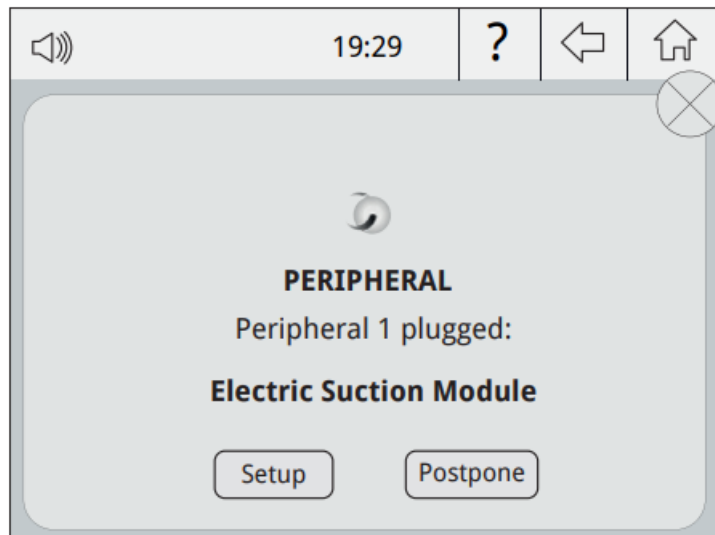 19:29 ?
PERIPHERAL
Peripheral 1 plugged:
Electric Suction Module
Setup Postpone